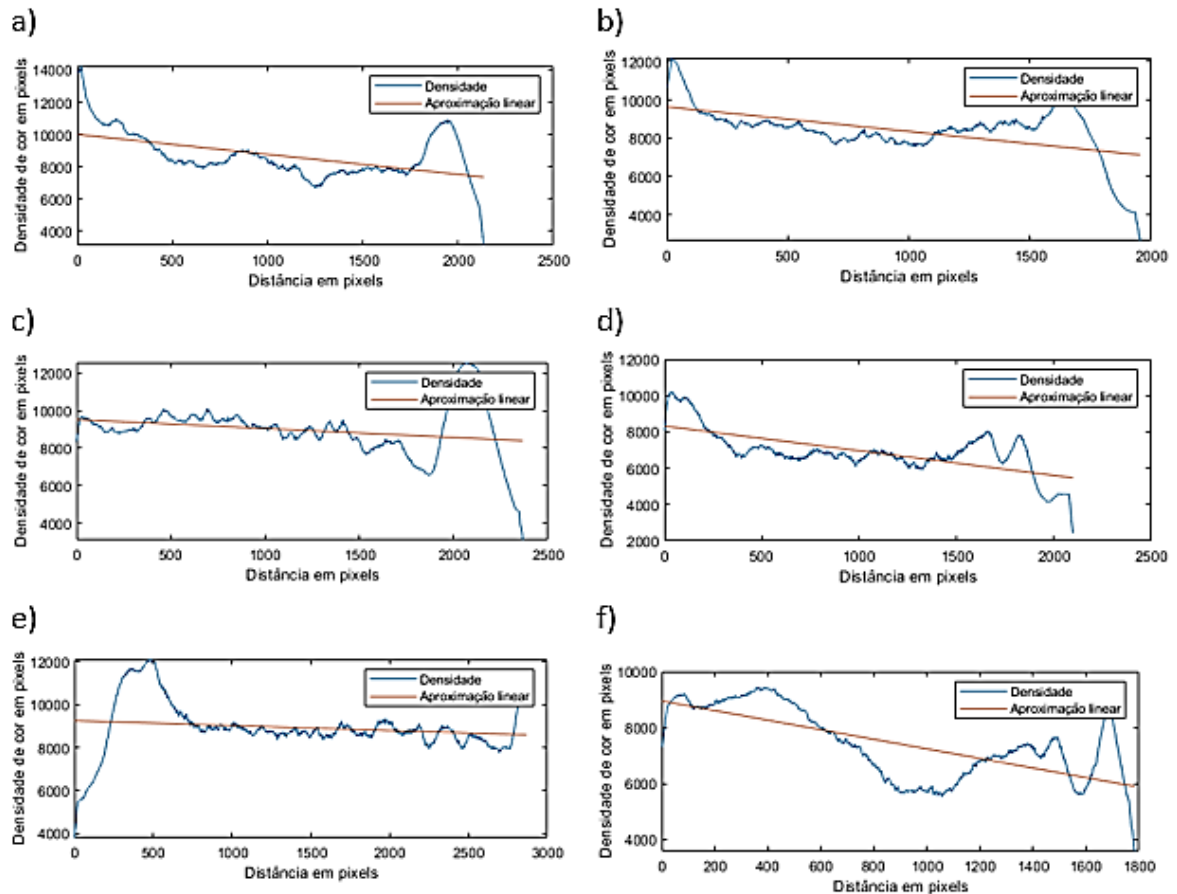 a)
Densidade de cor em pixels
14000
12000
10000
8000
6000
4000
Densidade
Aproximação linear
0 500 1000 1500 2000 2500
Distância em pixels
b)
Densidade de cor em pixels
12000
10000
8000
6000
4000
Densidade
Aproximação linear
0 500 1000 1500 2000
Distância em pixels
c)
Densidade de cor em pixels
12000
10000
8000
6000
4000
Densidade
Aproximação linear
0 500 1000 1500 2000 2500
Distância em pixels
d)
Densidade de cor em pixels
12000
10000
8000
6000
4000
2000
Densidade
Aproximação linear
0 500 1000 1500 2000 2500
Distância em pixels
e)
Densidade de cor em pixels
12000
10000
8000
6000
4000
Densidade
Aproximação linear
0 500 1000 1500 2000 2500 3000
Distância em pixels
f)
Densidade de cor em pixels
10000
8000
6000
4000
Densidade
Aproximação linear
0 200 400 600 800 1000 1200 1400 1600 1800
Distância em pixels